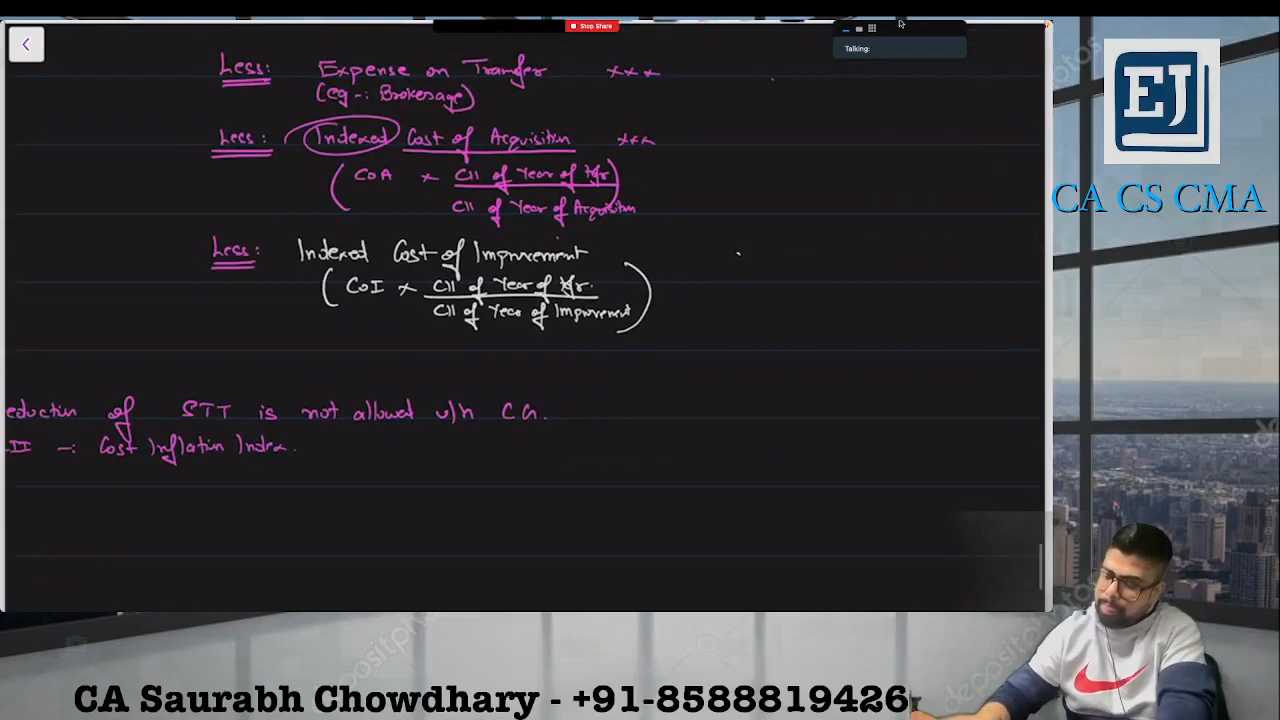 Stop Share
Talking:
Less: Expense on Transfer xxx
(eg -: Brokerage)
Less: Indexed Cost of Acquisition xxx
(COA x CII of Year of Xfr
CII of Year of Acquisition)
Less: Indexed Cost of Improvement
(COI x CII of Year of Xfr.
CII of Year of Improvement)
eduction of STT is not allowed u/h CG.
II -: Cost Inflation Index.
EJ
CA CS CMA
CA Saurabh Chowdhary - +91-8588819426